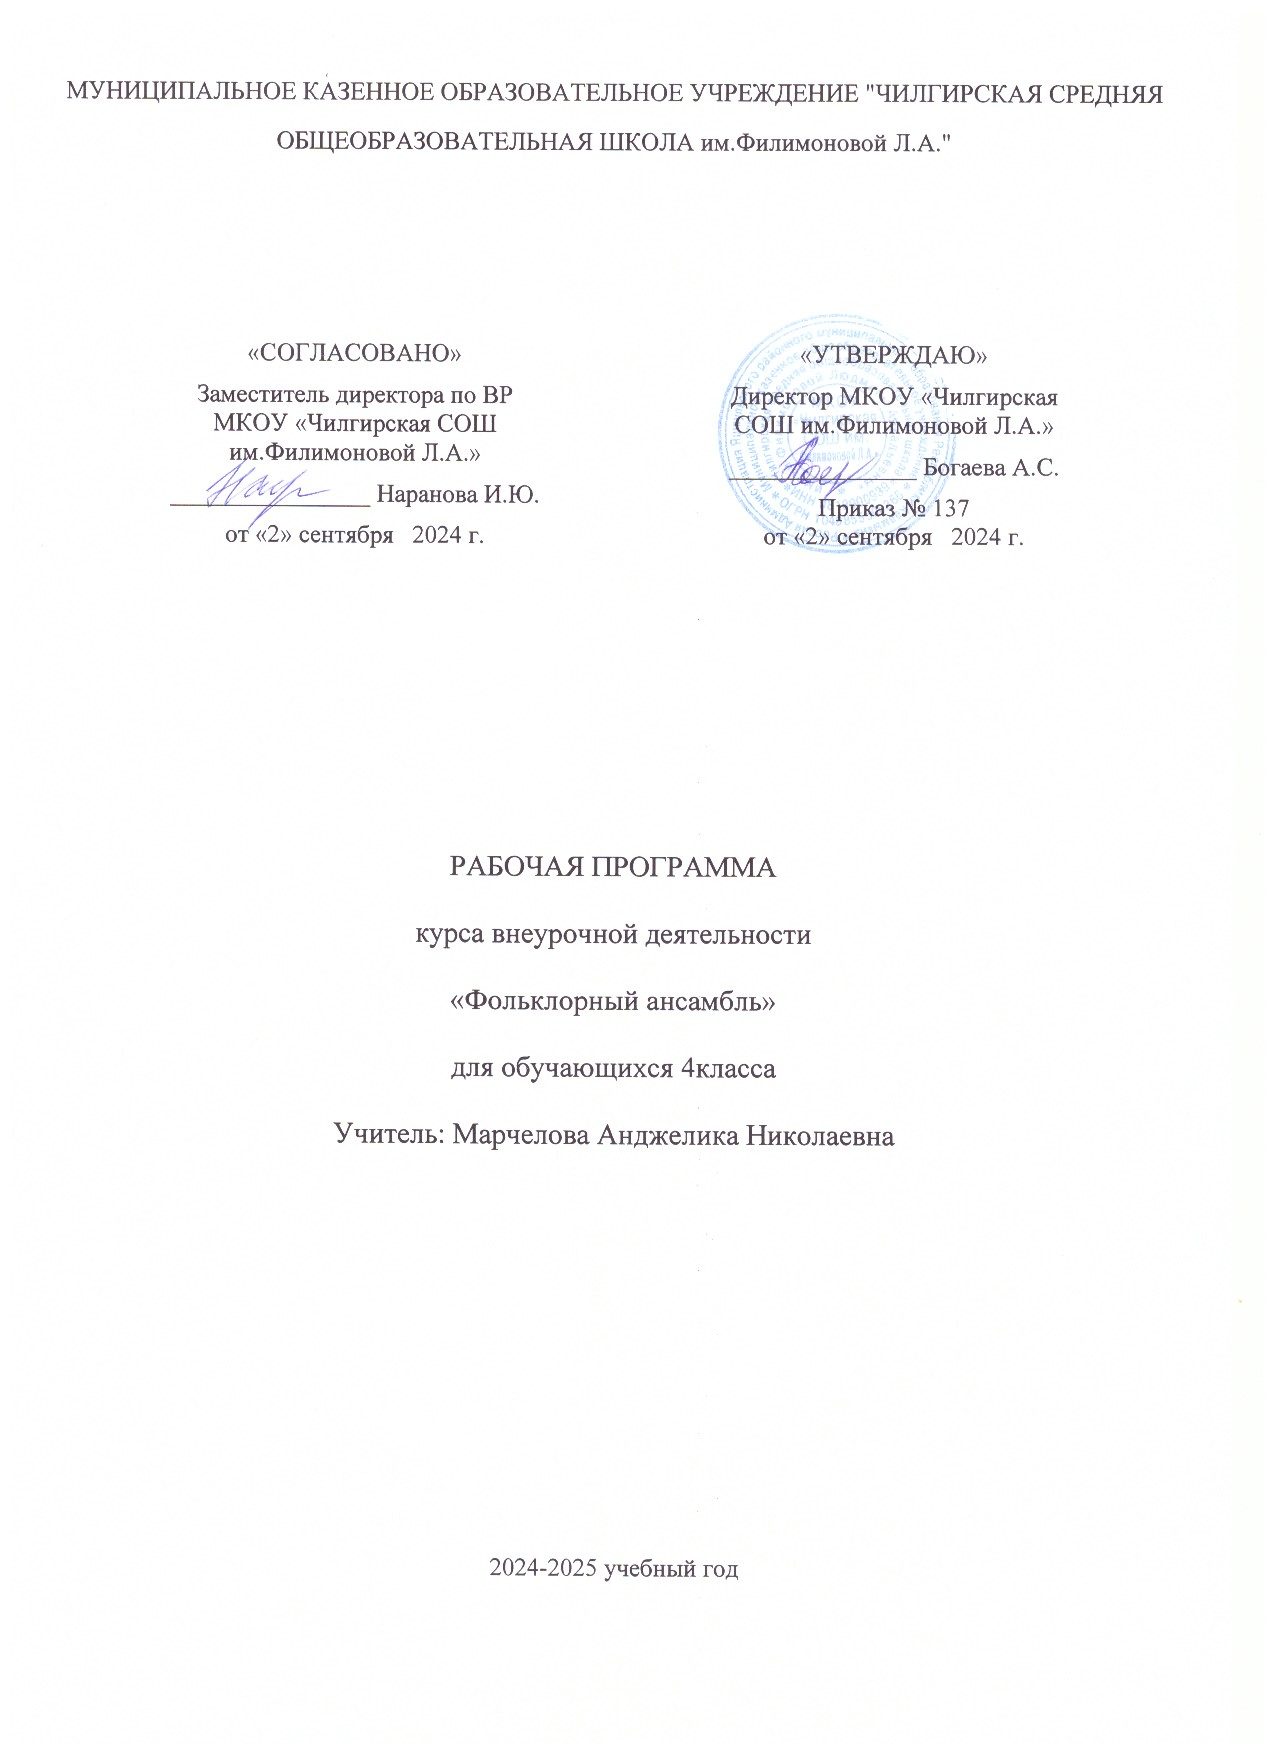 МУНИЦИПАЛЬНОЕ КАЗЕННОЕ ОБРАЗОВАТЕЛЬНОЕ УЧРЕЖДЕНИЕ "ЧИЛГИРСКАЯ СРЕДНЯЯ
ОБЩЕОБРАЗОВАТЕЛЬНАЯ ШКОЛА им.Филимоновой Л.А."
«СОГЛАСОВАНО»
Заместитель директора по ВР
МКОУ «Чилгирская СОШ
им.Филимоновой Л.А.»
Наранова И.Ю.
от «2» сентября 2024 г.
«УТВЕРЖДАЮ»
Директор МКОУ «Чилгирская
СОШ им.Филимоновой Л.А.»
Богаева А.С.
Приказ № 137
от «2» сентября 2024 г.
РАБОЧАЯ ПРОГРАММА
курса внеурочной деятельности
«Фольклорный ансамбль»
для обучающихся 4класса
Учитель: Марчелова Анджелика Николаевна
2024-2025 учебный год